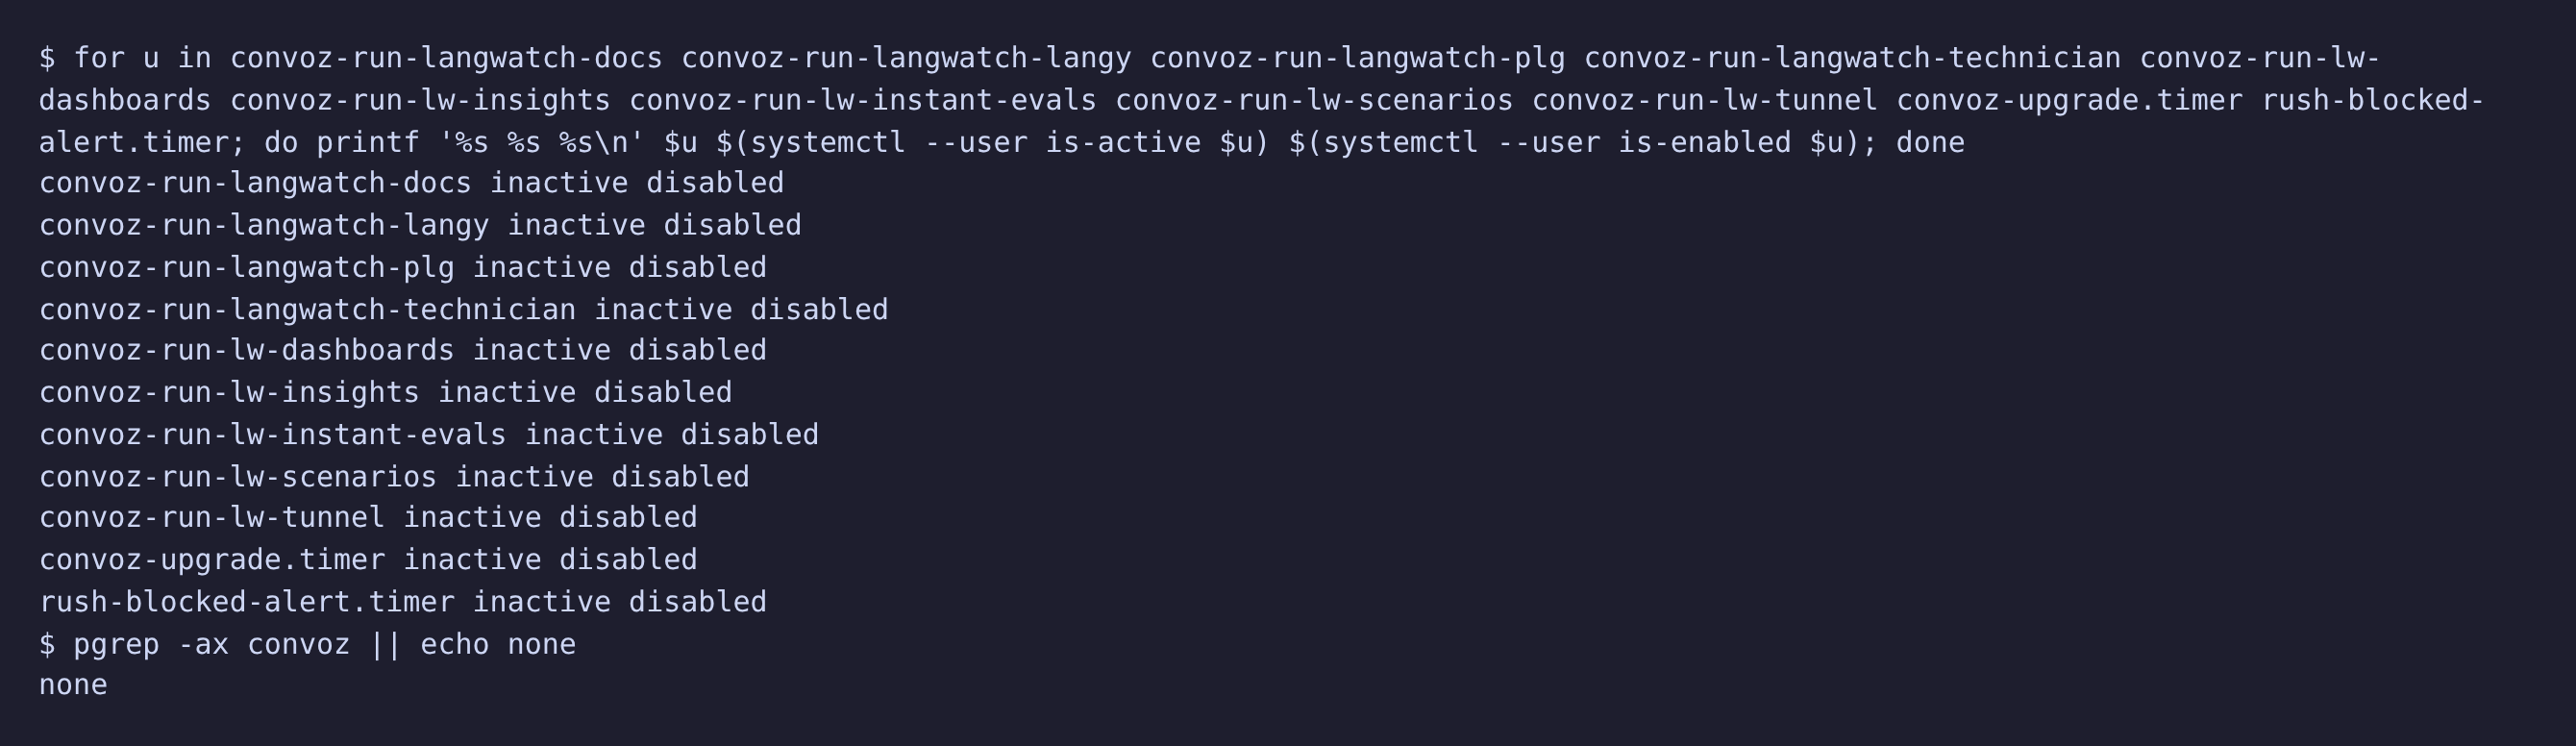 $ for u in convoz-run-langwatch-docs convoz-run-langwatch-langy convoz-run-langwatch-plg convoz-run-langwatch-technician convoz-run-lw-
dashboards convoz-run-lw-insights convoz-run-lw-instant-evals convoz-run-lw-scenarios convoz-run-lw-tunnel convoz-upgrade.timer rush-blocked-
alert.timer; do printf '%s %s %s\n' $u $(systemctl --user is-active $u) $(systemctl --user is-enabled $u); done
convoz-run-langwatch-docs inactive disabled
convoz-run-langwatch-langy inactive disabled
convoz-run-langwatch-plg inactive disabled
convoz-run-langwatch-technician inactive disabled
convoz-run-lw-dashboards inactive disabled
convoz-run-lw-insights inactive disabled
convoz-run-lw-instant-evals inactive disabled
convoz-run-lw-scenarios inactive disabled
convoz-run-lw-tunnel inactive disabled
convoz-upgrade.timer inactive disabled
rush-blocked-alert.timer inactive disabled
$ pgrep -ax convoz || echo none
none